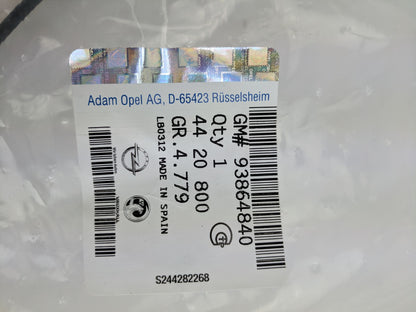 Adam Opel AG, D-65423 Rüsselsheim
GM# 93864840
Qty 1
44 20 800
GR.4.779
LB0312 MADE IN SPAIN
S244282268